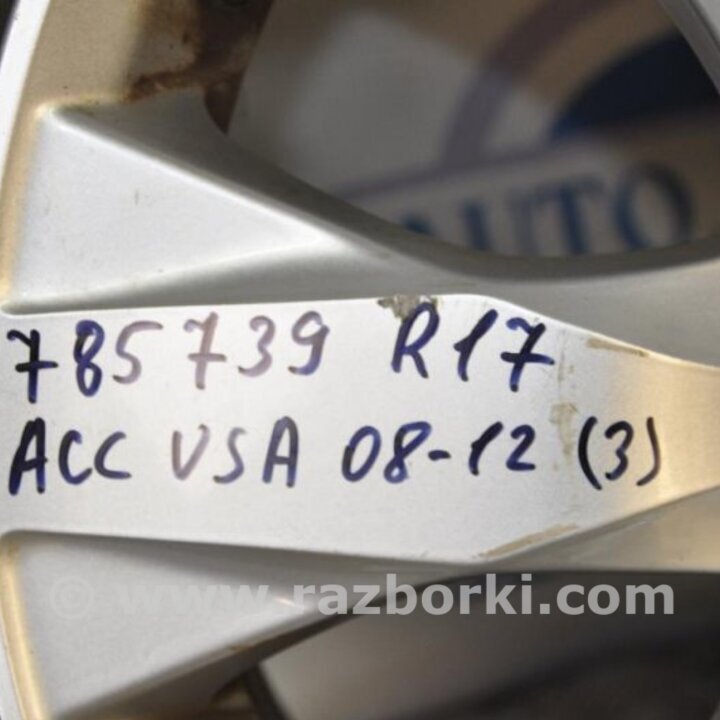 AUTO
785739 R17
ACC USA 08-12 (3)
© www.razborki.com